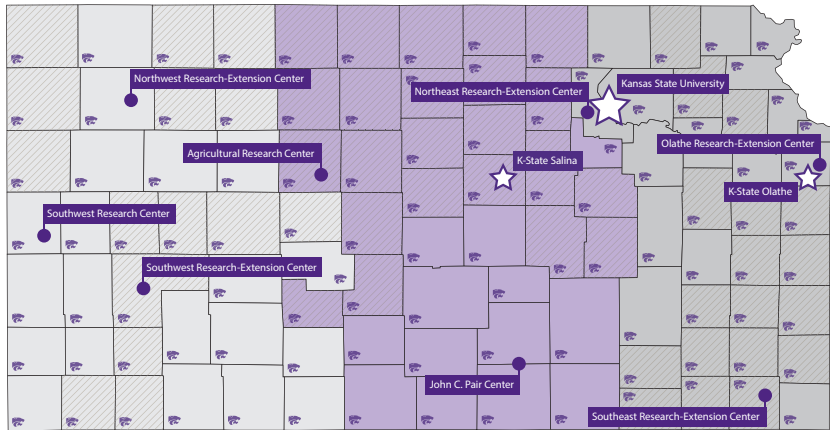 Northwest Research-Extension Center
Kansas State University
Northeast Research-Extension Center
Olathe Research-Extension Center
Agricultural Research Center
K-State Salina
K-State Olathe
Southwest Research Center
Southwest Research-Extension Center
John C. Pair Center
Southeast Research-Extension Center